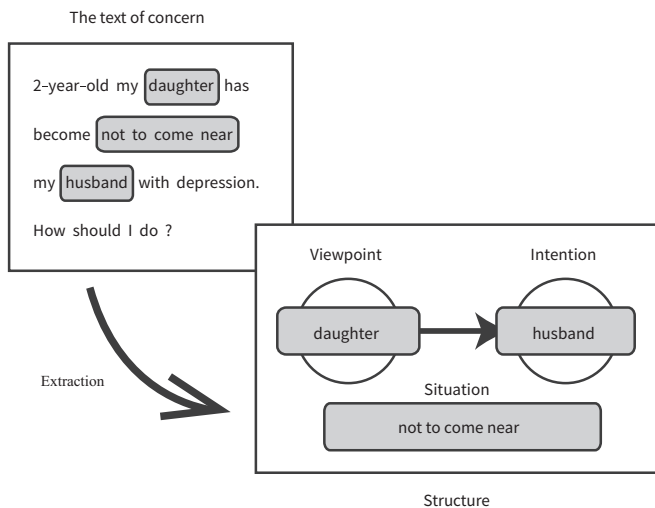 The text of concern
2-year-old my daughter has
become not to come near
my husband with depression.
How should I do ?
Viewpoint Intention
daughter husband
Extraction
Situation
not to come near
Structure